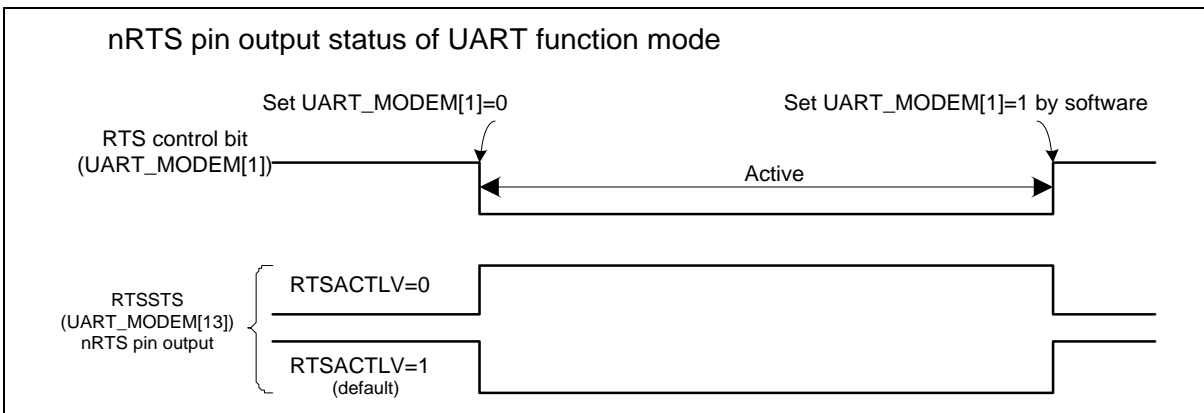 nRTS pin output status of UART function mode
Set UART_MODEM[1]=0
Set UART_MODEM[1]=1 by software
RTS control bit
(UART_MODEM[1])
Active
RTSACTLV=0
RTSSTS
(UART_MODEM[13])
nRTS pin output
RTSACTLV=1
(default)